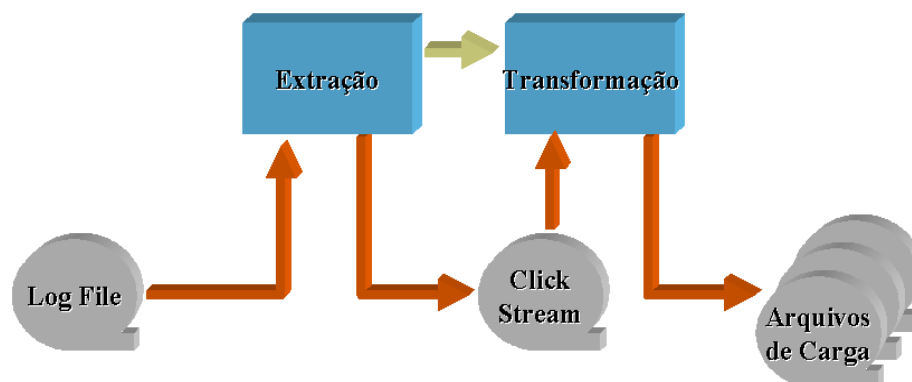 Extração
Transformação
Log File
Click
Stream
Arquivos
de Carga